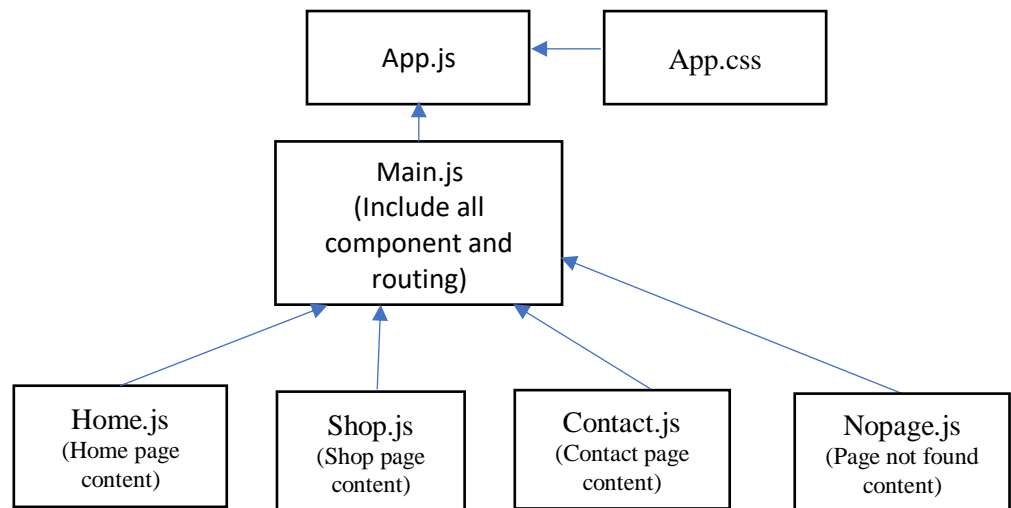 App.js
App.css
Main.js
(Include all
component and
routing)
Home.js
(Home page
content)
Shop.js
(Shop page
content)
Contact.js
(Contact page
content)
Nopage.js
(Page not found
content)